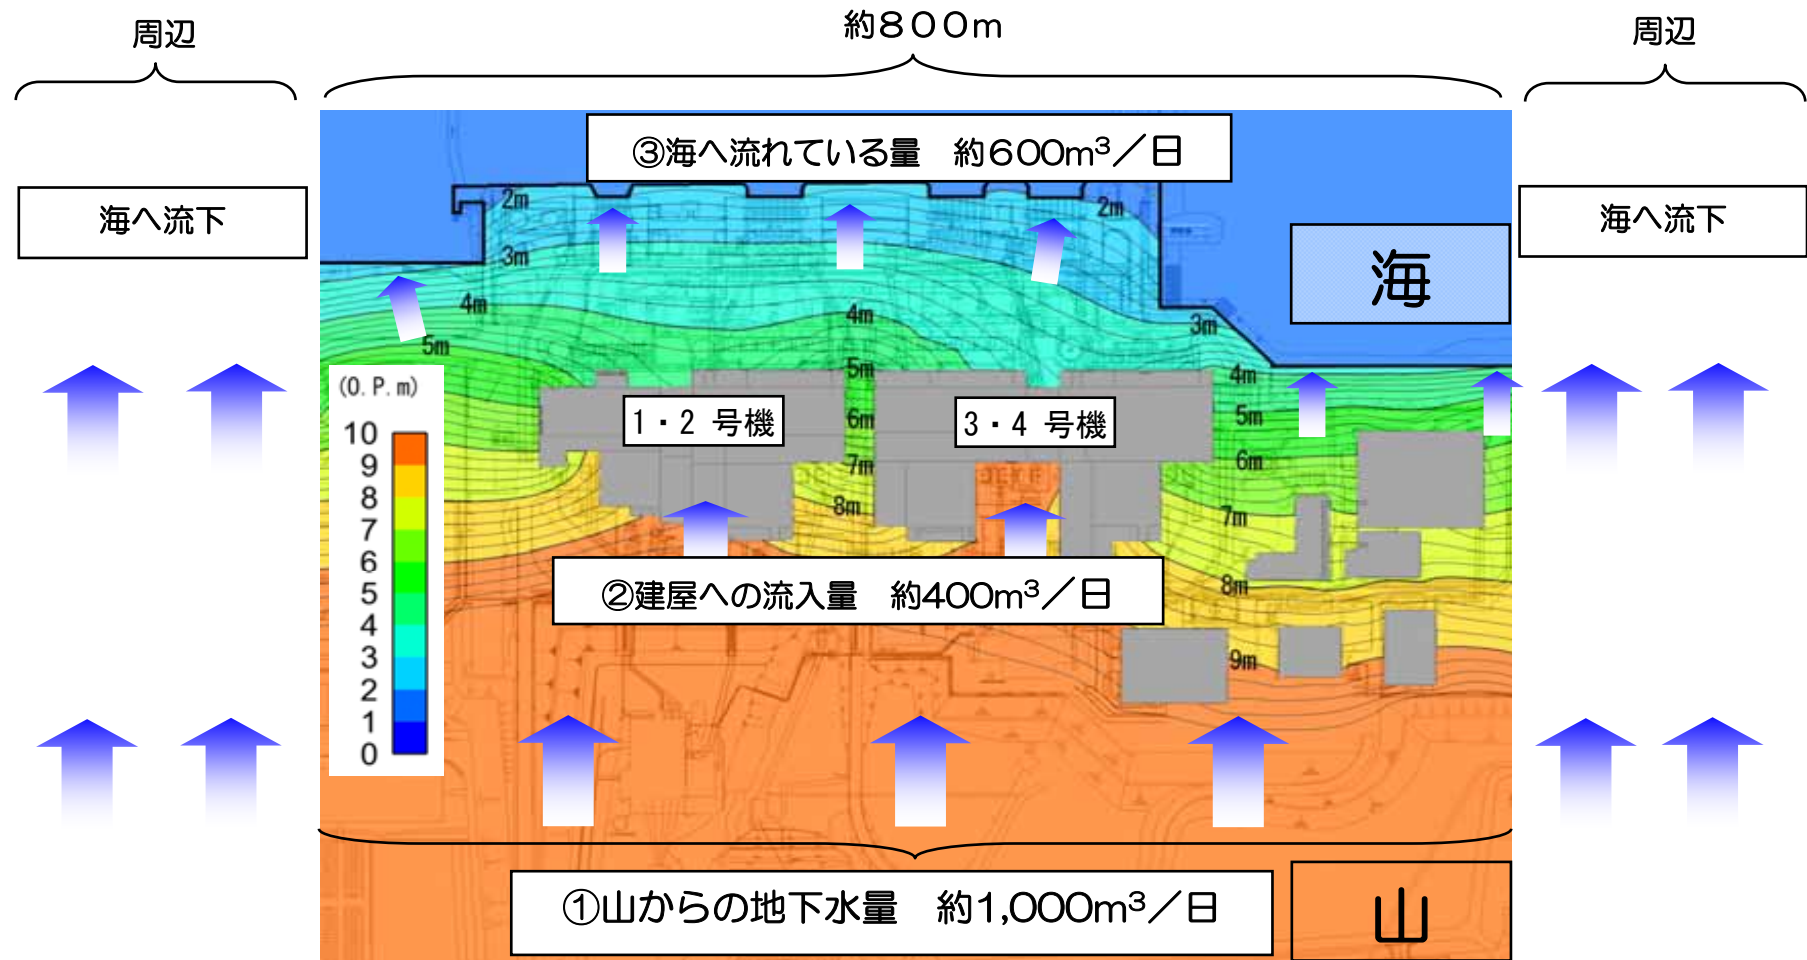 周辺
約800m
周辺
③海へ流れている量 約600m³／日
海へ流下
海へ流下
海
2m
2m
3m
4m
4m
3m
5m
5m
4m
(O.P.m)
10
9
8
7
6
5
4
3
2
1
0
1・2 号機
3・4 号機
6m
5m
7m
6m
8m
7m
②建屋への流入量 約400m³／日
8m
9m
①山からの地下水量 約1,000m³／日
山